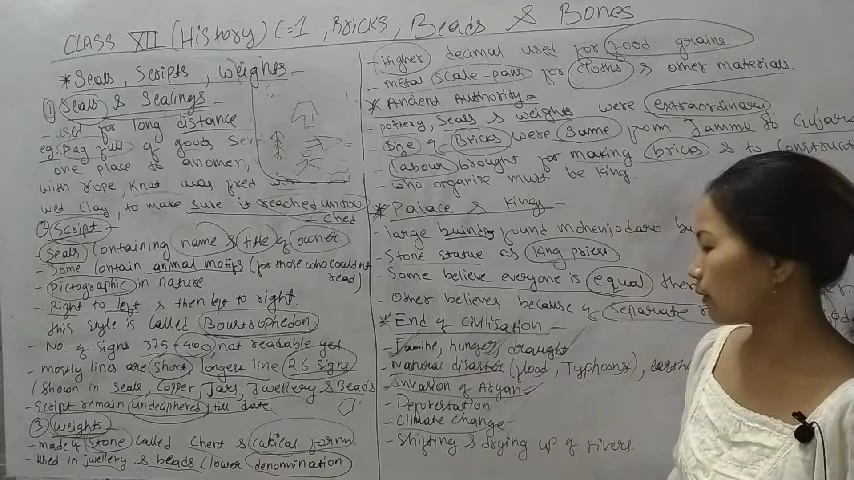 CLASS XII (History) C=1, BRICKS, Beads & Bones
* Seals, Scripts, Weights -
① Seals & Sealings -
- used for long distance
eg: Bag full of goods
one place to another,
with rope, knot was fixed
wet clay, to make sure it reached untou
- ched
② Script -
- Seals containing name & title of owner
- Some contain animal motifs (for those who couldn't
read)
- Pictographic in nature.
- Right to left & then left to right.
this style is called Boustrophedon
- No. of signs 375-400, not readable yet
- mostly lines are short, longest line 26 signs
(shown in seals, Copper, Jars, Jwellery & Beads
- Script remain undeciphered till date
③ Weights -
- made of stone called Chert & cubical form.
- Used in jwellery & beads (lower denomination)
- Higher decimal used for food grains.
- metal Scale-pans for cloths & other materials.
* Ancient Authority -
- pottery, Seals & weights were extraordinary
- Size of Bricks were same from Jammu to Gujara
- labour brought for making bricks & to Construct
- who organize must be king.
* Palace & Kings -
- large building found mohenjodaro bu
- Stone statue as king priest
- Some believe everyone is equal
- Other believes because of separate
* End of civilisation -
- Famine, hunger, draught
- Natural disaster (flood, Typhoons), earth
- Invasion of Aryan
- Deforestation
- Climate change -
- Shifting & drying up of rivers.